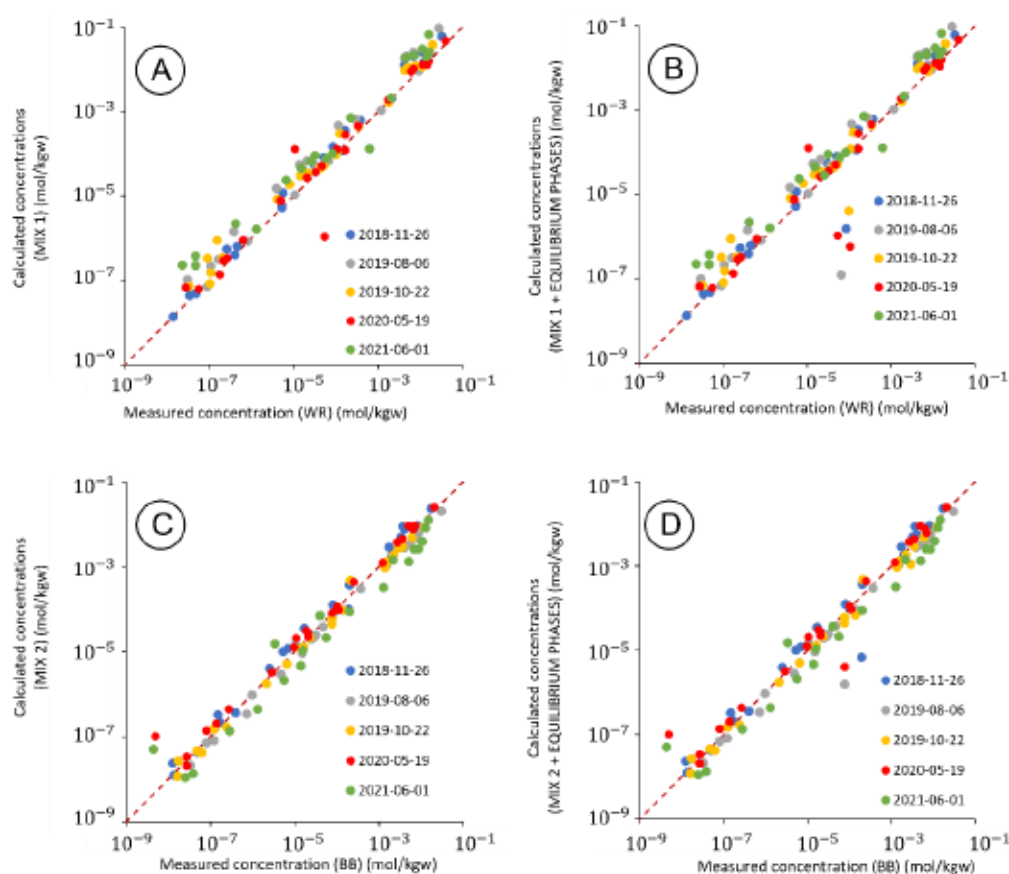 A
Calculated concentrations
(MIX 1) (mol/kgw)
10⁻¹
10⁻³
10⁻⁵
10⁻⁷
10⁻⁹
2018-11-26
2019-08-06
2019-10-22
2020-05-19
2021-06-01
10⁻⁹ 10⁻⁷ 10⁻⁵ 10⁻³ 10⁻¹
Measured concentration (WR) (mol/kgw)
B
Calculated concentrations
(MIX 1 + EQUILIBRIUM PHASES) (mol/kgw)
10⁻¹
10⁻³
10⁻⁵
10⁻⁷
10⁻⁹
2018-11-26
2019-08-06
2019-10-22
2020-05-19
2021-06-01
10⁻⁹ 10⁻⁷ 10⁻⁵ 10⁻³ 10⁻¹
Measured concentration (WR) (mol/kgw)
C
Calculated concentrations
(MIX 2) (mol/kgw)
10⁻¹
10⁻³
10⁻⁵
10⁻⁷
10⁻⁹
2018-11-26
2019-08-06
2019-10-22
2020-05-19
2021-06-01
10⁻⁹ 10⁻⁷ 10⁻⁵ 10⁻³ 10⁻¹
Measured concentration (BB) (mol/kgw)
D
Calculated concentrations
(MIX 2 + EQUILIBRIUM PHASES) (mol/kgw)
10⁻¹
10⁻³
10⁻⁵
10⁻⁷
10⁻⁹
2018-11-26
2019-08-06
2019-10-22
2020-05-19
2021-06-01
10⁻⁹ 10⁻⁷ 10⁻⁵ 10⁻³ 10⁻¹
Measured concentration (BB) (mol/kgw)